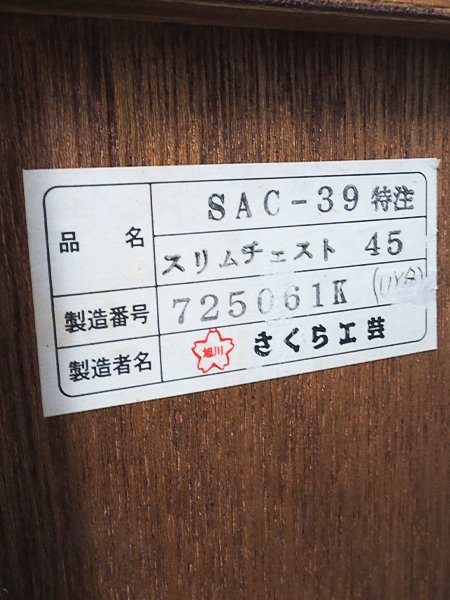 品名 SAC-39 特注
スリムチェスト 45
製造番号 725061K
製造者名 旭川 さくら工芸